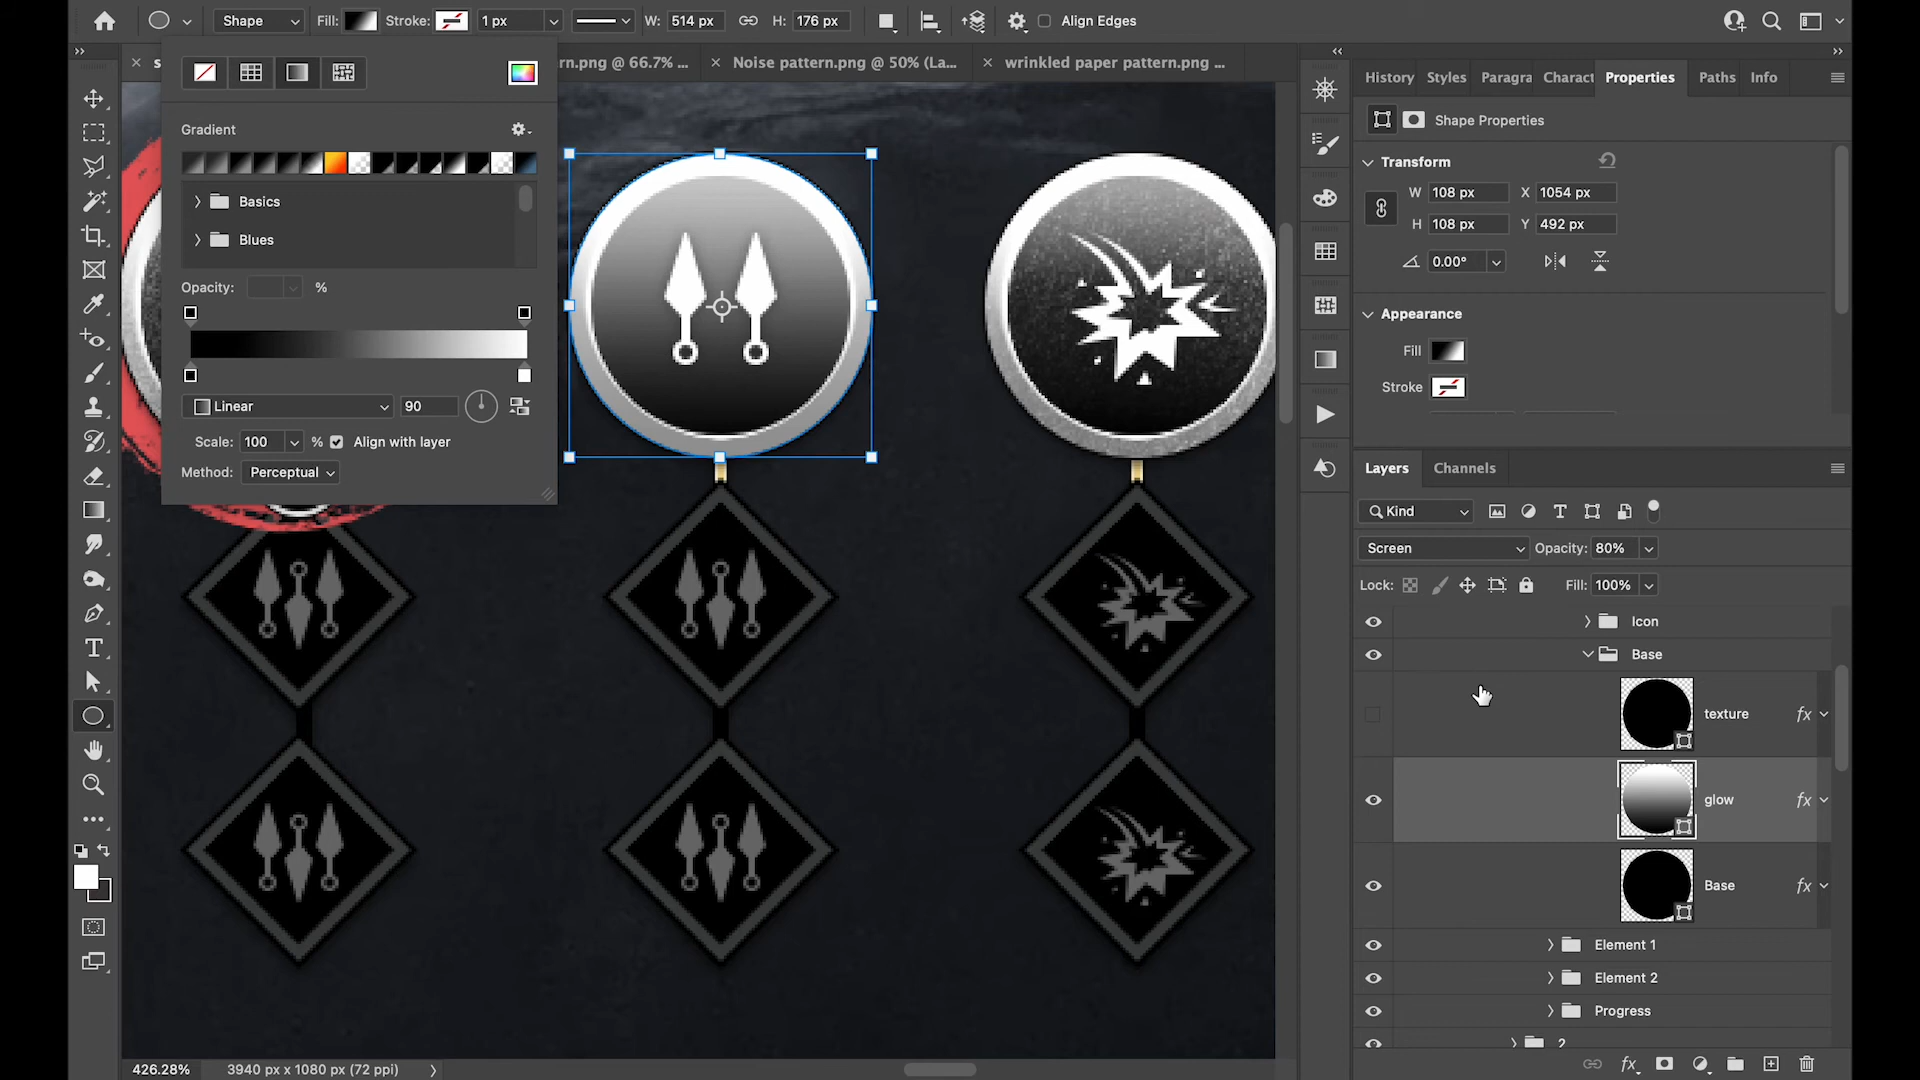 Shape
Fill:
Stroke:
1 px
W:
514 px
H:
176 px
Align Edges
s
rn.png @ 66.7% ...
Noise pattern.png @ 50% (La...
wrinkled paper pattern.png ...
Gradient
Basics
Blues
Opacity:
%
Linear
90
Scale:
100
%
Align with layer
Method:
Perceptual
426.28%
3940 px x 1080 px (72 ppi)
History
Styles
Paragra
Charact
Properties
Paths
Info
Shape Properties
Transform
W
108 px
X
1054 px
H
108 px
Y
492 px
0.00°
Appearance
Fill
Stroke
Layers
Channels
Kind
Screen
Opacity:
80%
Lock:
Fill:
100%
Icon
Base
texture
fx
glow
fx
Base
fx
Element 1
Element 2
Progress
2
fx